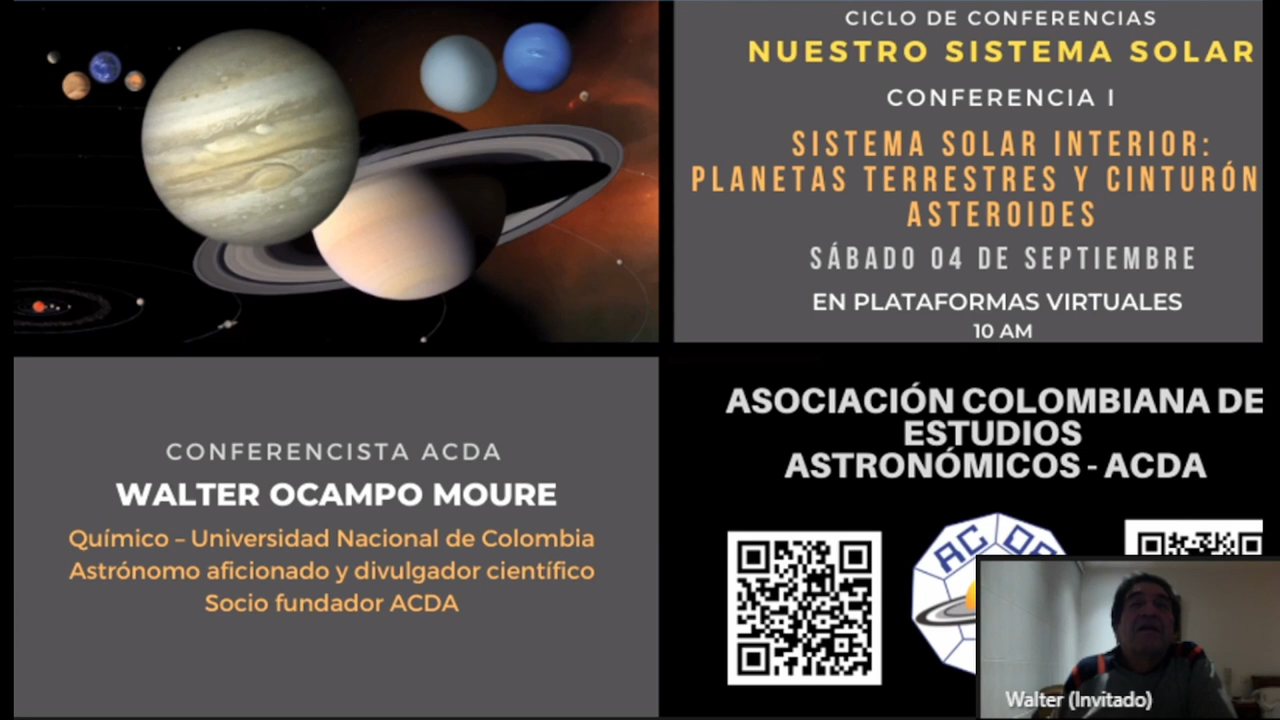 CICLO DE CONFERENCIAS
NUESTRO SISTEMA SOLAR
CONFERENCIA I
SISTEMA SOLAR INTERIOR:
PLANETAS TERRESTRES Y CINTURÓN
ASTEROIDES
SÁBADO 04 DE SEPTIEMBRE
EN PLATAFORMAS VIRTUALES
10 AM
CONFERENCISTA ACDA
WALTER OCAMPO MOURE
Químico – Universidad Nacional de Colombia
Astrónomo aficionado y divulgador científico
Socio fundador ACDA
ASOCIACIÓN COLOMBIANA DE
ESTUDIOS
ASTRONÓMICOS - ACDA
Walter (Invitado)